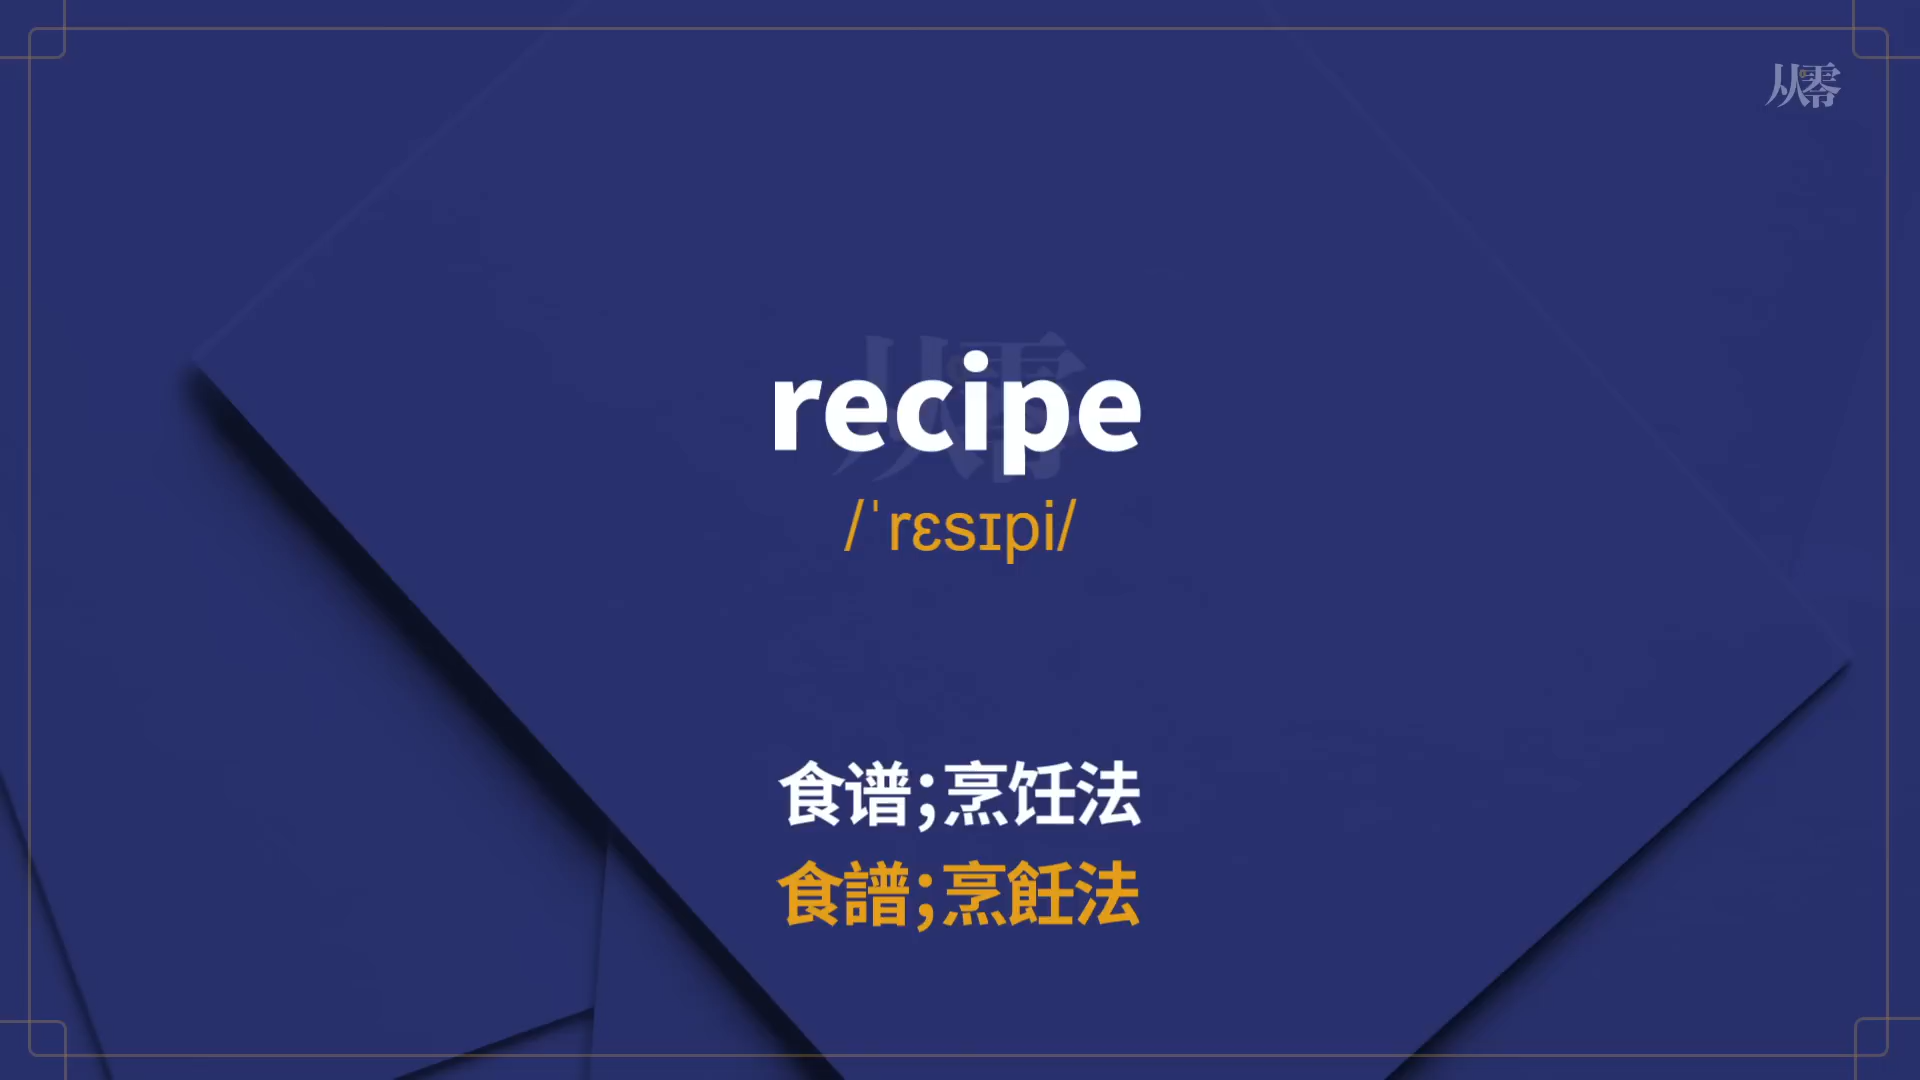 从零
recipe
/ˈrɛsɪpi/
食谱;烹饪法
食譜;烹飪法